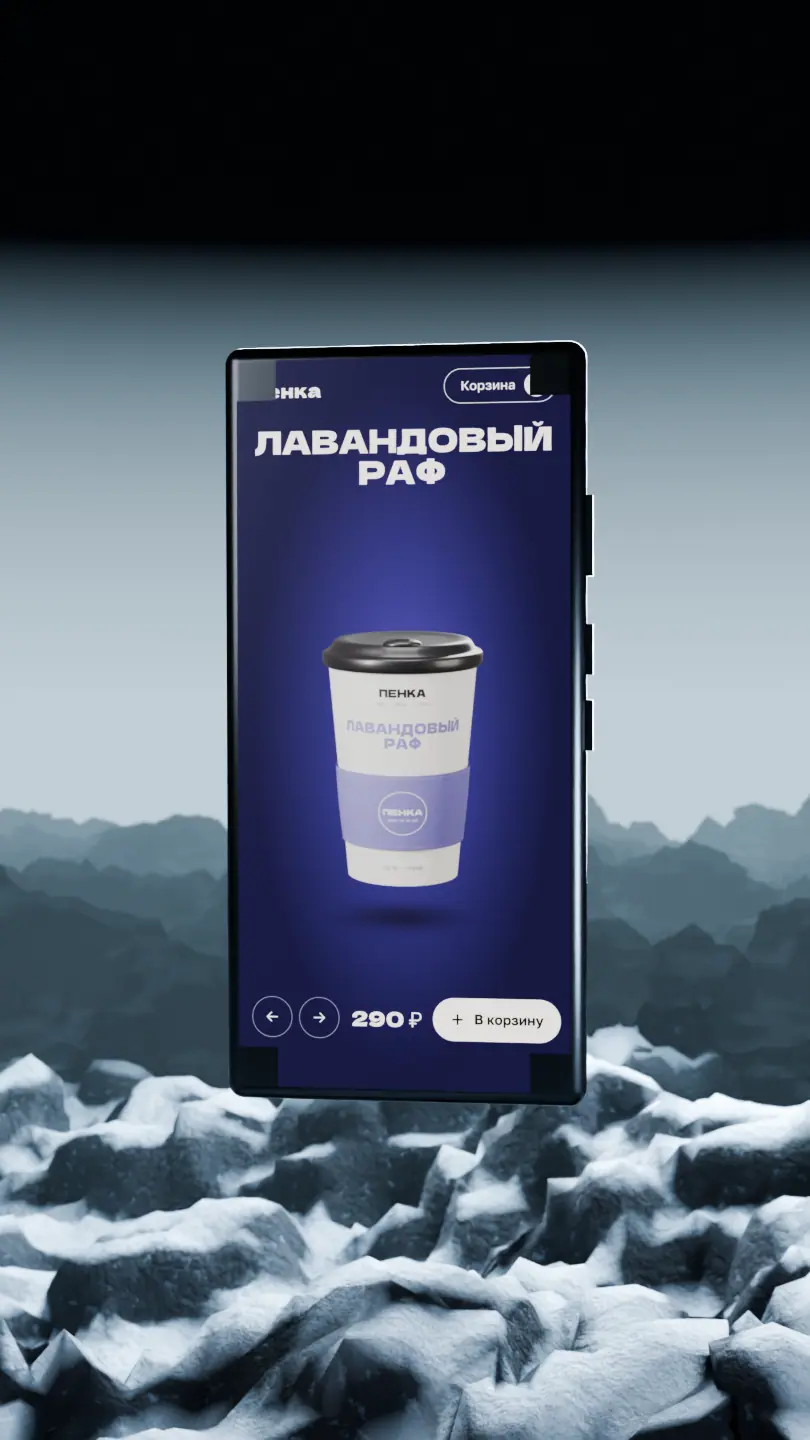 енка
Корзина
ЛАВАНДОВЫЙ
РАФ
ПЕНКА
ЛАВАНДОВЫЙ
РАФ
ПЕНКА
290 ₽
+ В корзину